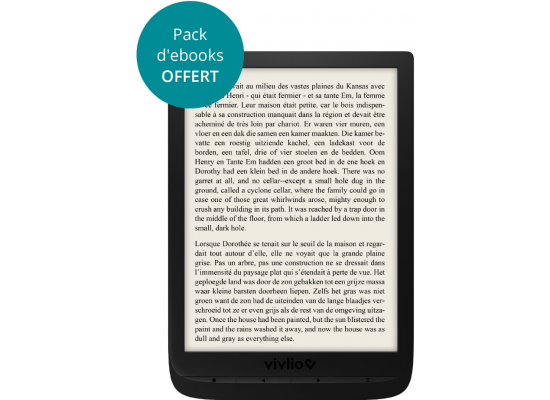 Pack
d'ebooks
OFFERT
vait au milieu des vastes plaines du Kansas avec
Henri - qui était fermier - et sa tante Em, la femme
fermier. Leur maison était petite, car le bois indispen-
sable à sa construction manquait dans la région et devait être
acheminé de très loin par chariot. Er waren vier muren, een
vloer en een dak die samen een kamer maakten. Die kamer be-
vatte een roestig uitziende kachel, een ladekast voor de
borden, een tafel, drie of vier stoelen en de bedden. Oom
Henry en Tante Em hadden een groot bed in de ene hoek en
Dorothy had een klein bed in de andere hoek. There was no
garret at all, and no cellar--except a small hole dug in the
ground, called a cyclone cellar, where the family could go in
case one of those great whirlwinds arose, mighty enough to
crush any building in its path. It was reached by a trap door in
the middle of the floor, from which a ladder led down into the
small, dark hole.
Lorsque Dorothée se tenait sur le seuil de la maison et regar-
dait tout autour d'elle, elle ne voyait que la grande plaine
grise. Pas un arbre, pas une construction ne se dressait dans
l'immensité du paysage plat qui s'étendait à perte de vue. Het
geploegde land was door de zon gebakken tot een grijze massa
waar kleine barsten doorheen liepen. Zelfs het gras was niet
groen want de zon had de uiteinden van de lange blaadjes ver-
schroeid tot ze er even grijs als de rest van de omgeving uitza-
gen. Once the house had been painted, but the sun blistered the
paint and the rains washed it away, and now the house was as
dull and gray as everything else.
vivlio